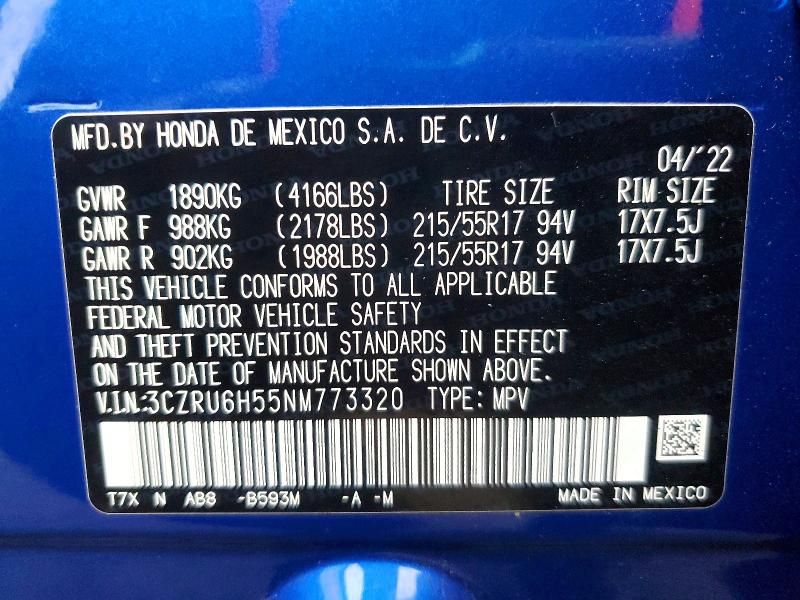 MFD.BY HONDA DE MEXICO S.A. DE C.V.
04/'22
GVWR 1890KG (4166LBS) TIRE SIZE RIM SIZE
GAWR F 988KG (2178LBS) 215/55R17 94V 17X7.5J
GAWR R 902KG (1988LBS) 215/55R17 94V 17X7.5J
THIS VEHICLE CONFORMS TO ALL APPLICABLE
FEDERAL MOTOR VEHICLE SAFETY
AND THEFT PREVENTION STANDARDS IN EFFECT
ON THE DATE OF MANUFACTURE SHOWN ABOVE.
V.I.N:3CZRU6H55NM773320 TYPE: MPV
T7X N AB8 -B593M -A -M MADE IN MEXICO